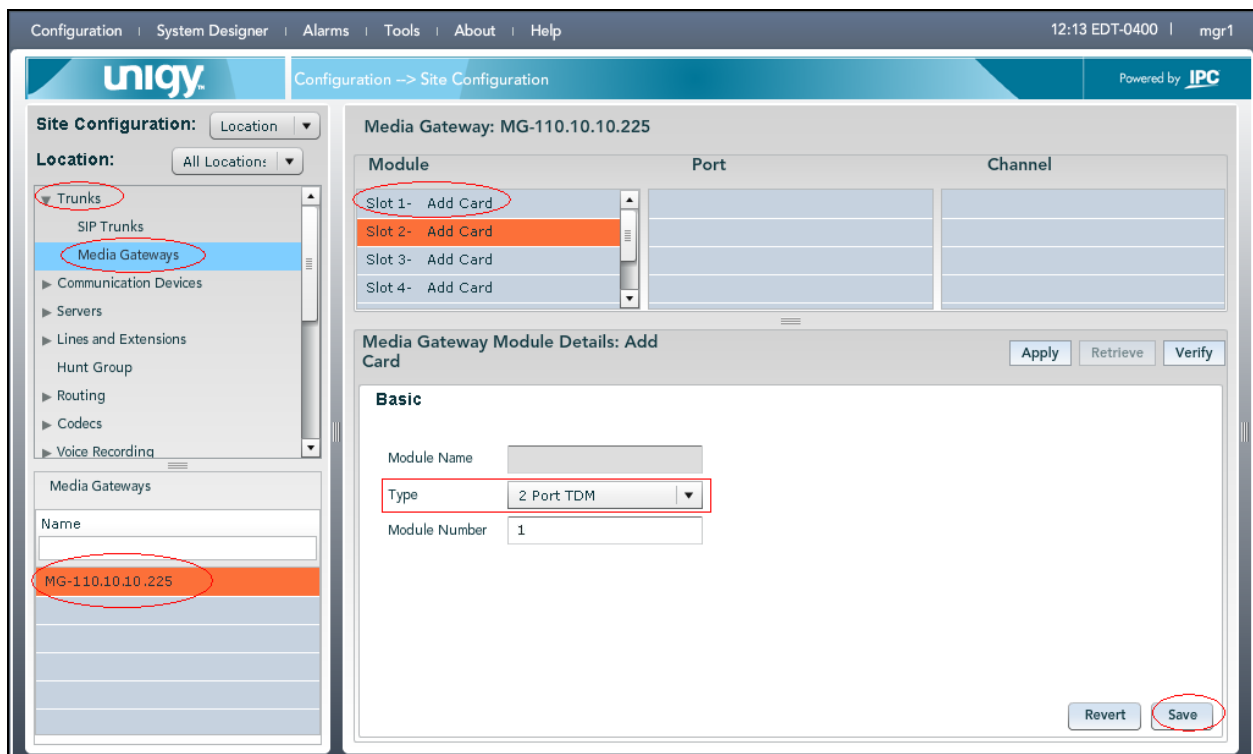 Configuration | System Designer | Alarms | Tools | About | Help 12:13 EDT-0400 | mgr1
unigy™ Configuration --> Site Configuration Powered by IPC
Site Configuration: Location
Location: All Location:
Trunks
SIP Trunks
Media Gateways
Communication Devices
Servers
Lines and Extensions
Hunt Group
Routing
Codecs
Voice Recording
Media Gateways
Name
MG-110.10.10.225
Media Gateway: MG-110.10.10.225
Module Port Channel
Slot 1- Add Card
Slot 2- Add Card
Slot 3- Add Card
Slot 4- Add Card
Media Gateway Module Details: Add
Card
Apply Retrieve Verify
Basic
Module Name
Type 2 Port TDM
Module Number 1
Revert Save